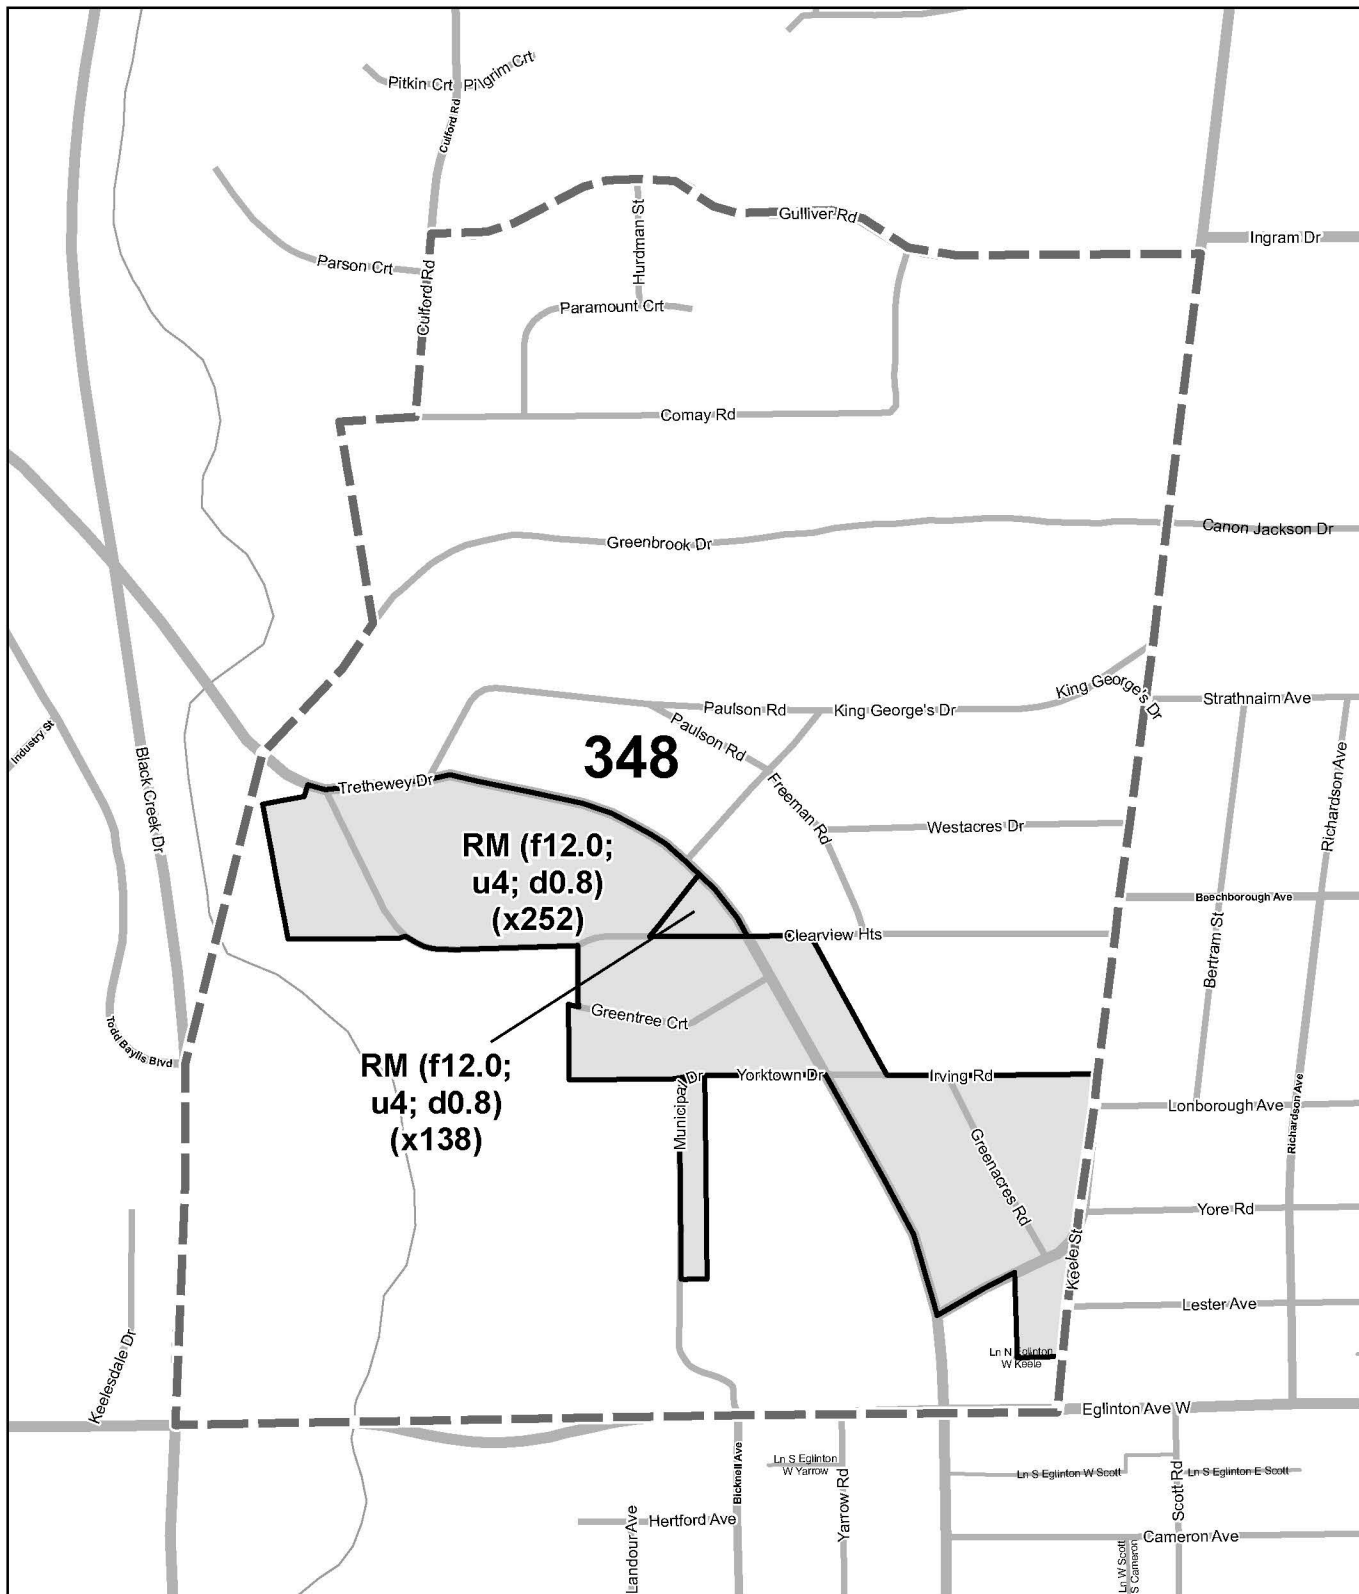 Pitkin Crt
Pilgrim Crt
Culford Rd
Gulliver Rd
Hurdman St
Ingram Dr
Parson Crt
Culford Rd
Paramount Crt
Comay Rd
Greenbrook Dr
Canon Jackson Dr
King George's Dr
Strathnairn Ave
Paulson Rd
King George's Dr
Paulson Rd
Industry St
Black Creek Dr
348
Trethewey Dr
Freeman Rd
Westacres Dr
Richardson Ave
RM (f12.0;
u4; d0.8)
(x252)
Beechborough Ave
Bertram St
Clearview Hts
Greentree Crt
Todd Baylis Blvd
RM (f12.0;
u4; d0.8)
(x138)
Municipal Dr
Yorktown Dr
Irving Rd
Lonborough Ave
Richardson Ave
Greenacres Rd
Yore Rd
Keele St
Lester Ave
Keelesdale Dr
Ln N Eglinton
W Keele
Eglinton Ave W
Bicknell Ave
Ln S Eglinton
W Yarrow
Yarrow Rd
Ln S Eglinton W Scott
Scott Rd
Ln S Eglinton E Scott
Landour Ave
Hertford Ave
Cameron Ave
Ln W Scott
S Cameron